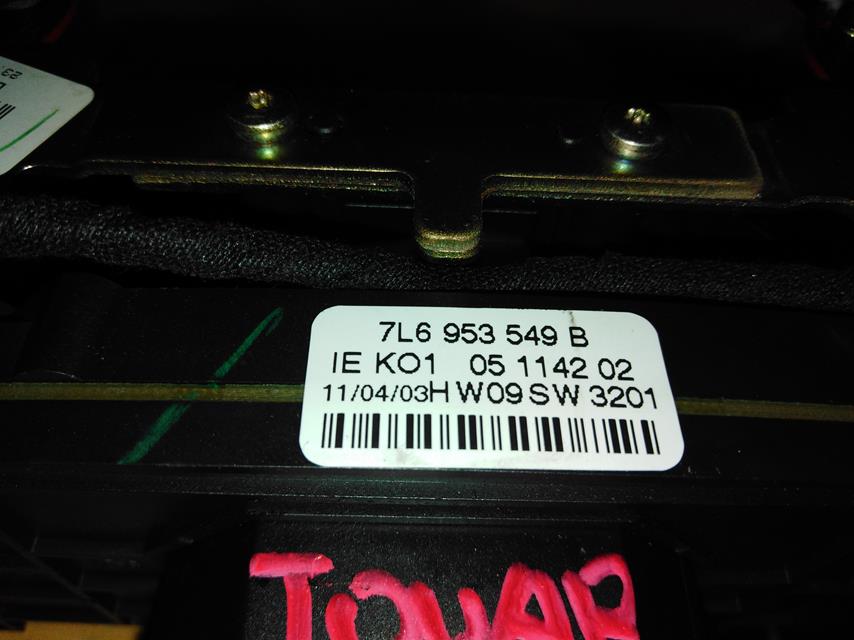 7L6 953 549 B
IE KO1 05 1142 02
11/04/03H W09 SW 3201
TOUAR